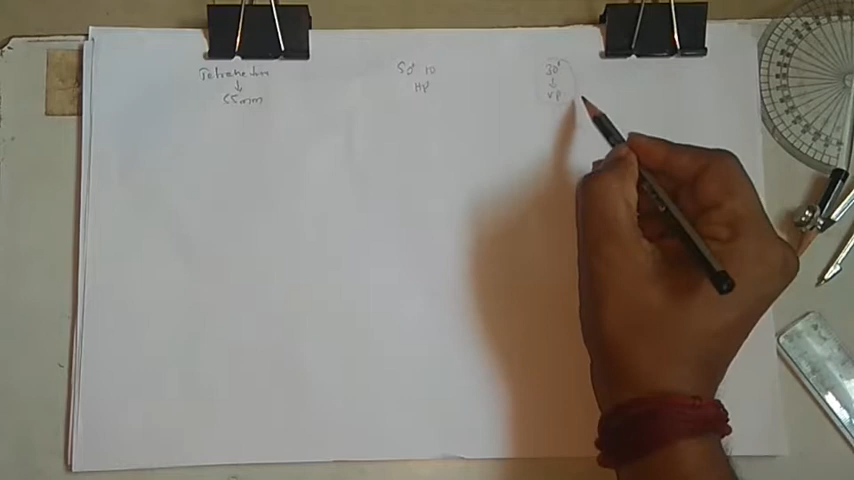 Tetrahedron
↓
55mm
50° to
HP
30°
↓
VP